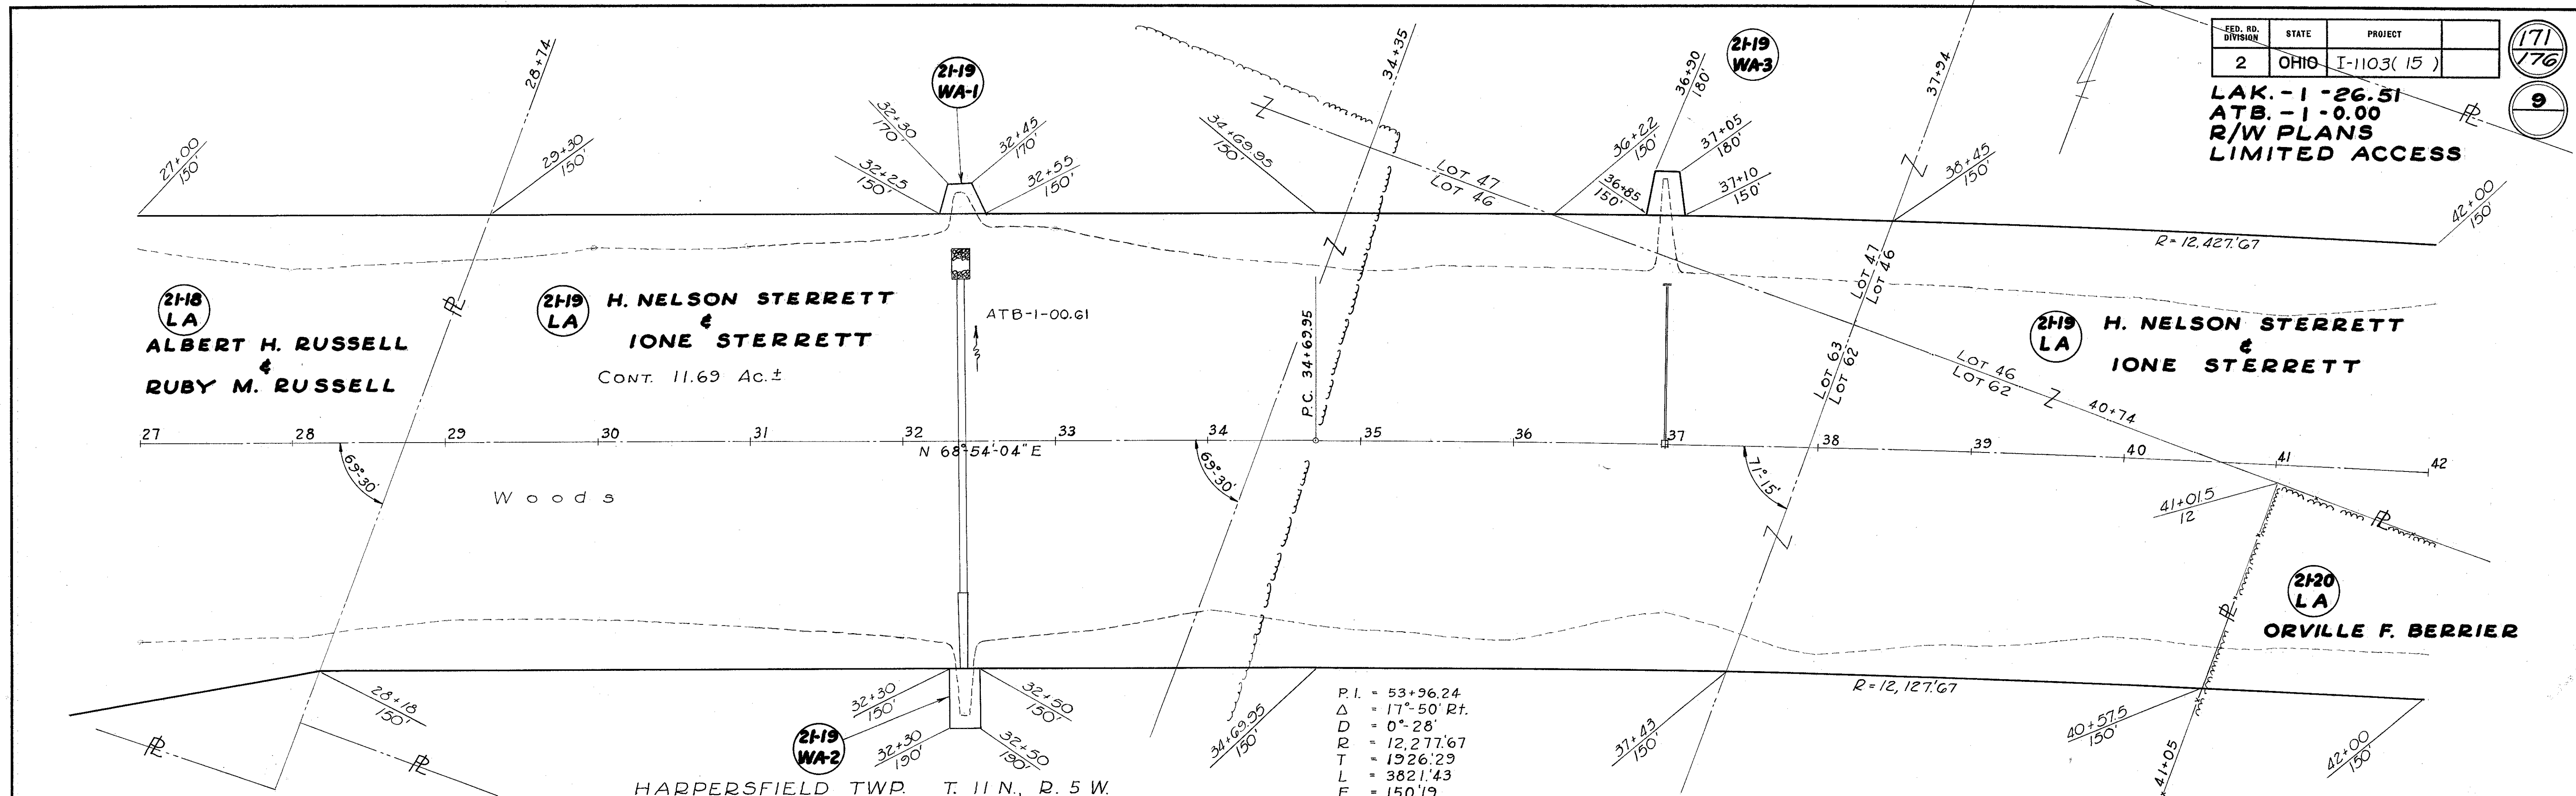 FED. RD. DIVISION STATE PROJECT
2 OHIO I-1103( 15 )
171
176
9
LAK. - 1 - 26.51
ATB. - 1 - 0.00
R/W PLANS
LIMITED ACCESS
27+00
150'
28+74
29+30
150'
21-19
WA-1
32+30
170'
32+45
170'
32+25
150'
32+55
150'
34+69.95
150'
34+35
LOT 47
LOT 46
36+22
150'
36+90
180'
21-19
WA-3
37+05
180'
36+85
150'
37+10
150'
37+94
38+45
150'
42+00
150'
R = 12,427.'67
LOT 47
LOT 46
21-18
LA
ALBERT H. RUSSELL
&
RUBY M. RUSSELL
21-19
LA
H. NELSON STERRETT
&
IONE STERRETT
CONT. 11.69 Ac.±
ATB-1-00.61
P.C. 34+69.95
LOT 63
LOT 62
LOT 46
LOT 62
40+74
21-19
LA
H. NELSON STERRETT
&
IONE STERRETT
27 28 29 30 31 32 33 34 35 36 37 38 39 40 41 42
N 68°-54'-04" E
69°-30'
69°-30'
71°-15'
Woods
41+01.5
12
21-20
LA
ORVILLE F. BERRIER
28+18
150'
32+30
150'
32+50
150'
21-19
WA-2
32+30
190'
32+50
190'
34+69.95
150'
P.I. = 53+96.24
Δ = 17°-50' Rt.
D = 0°-28'
R = 12,277.'67
T = 1926.'29
L = 3821.'43
E = 150.'19
37+43
150'
R = 12,127.'67
40+57.5
150'
41+05
42+00
150'
HARPERSFIELD TWP. T. 11 N., R. 5 W.